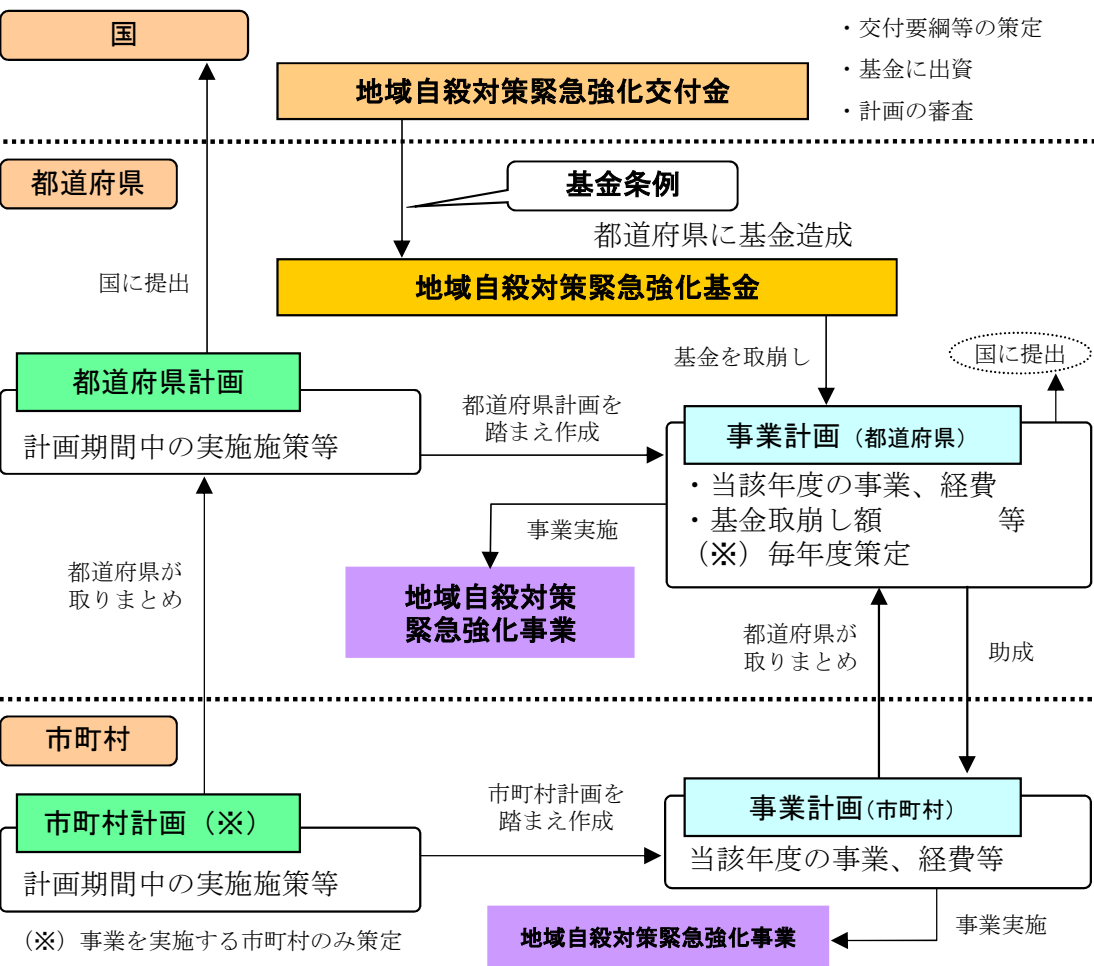 国
・交付要綱等の策定
・基金に出資
・計画の審査
地域自殺対策緊急強化交付金
都道府県
基金条例
都道府県に基金造成
国に提出
地域自殺対策緊急強化基金
基金を取崩し
国に提出
都道府県計画
計画期間中の実施施策等
都道府県計画を
踏まえ作成
事業計画（都道府県）
・当該年度の事業、経費
・基金取崩し額　　　　等
（※）毎年度策定
事業実施
地域自殺対策
緊急強化事業
都道府県が
取りまとめ
都道府県が
取りまとめ
助成
市町村
市町村計画（※）
計画期間中の実施施策等
市町村計画を
踏まえ作成
事業計画(市町村)
当該年度の事業、経費等
（※）事業を実施する市町村のみ策定
事業実施
地域自殺対策緊急強化事業